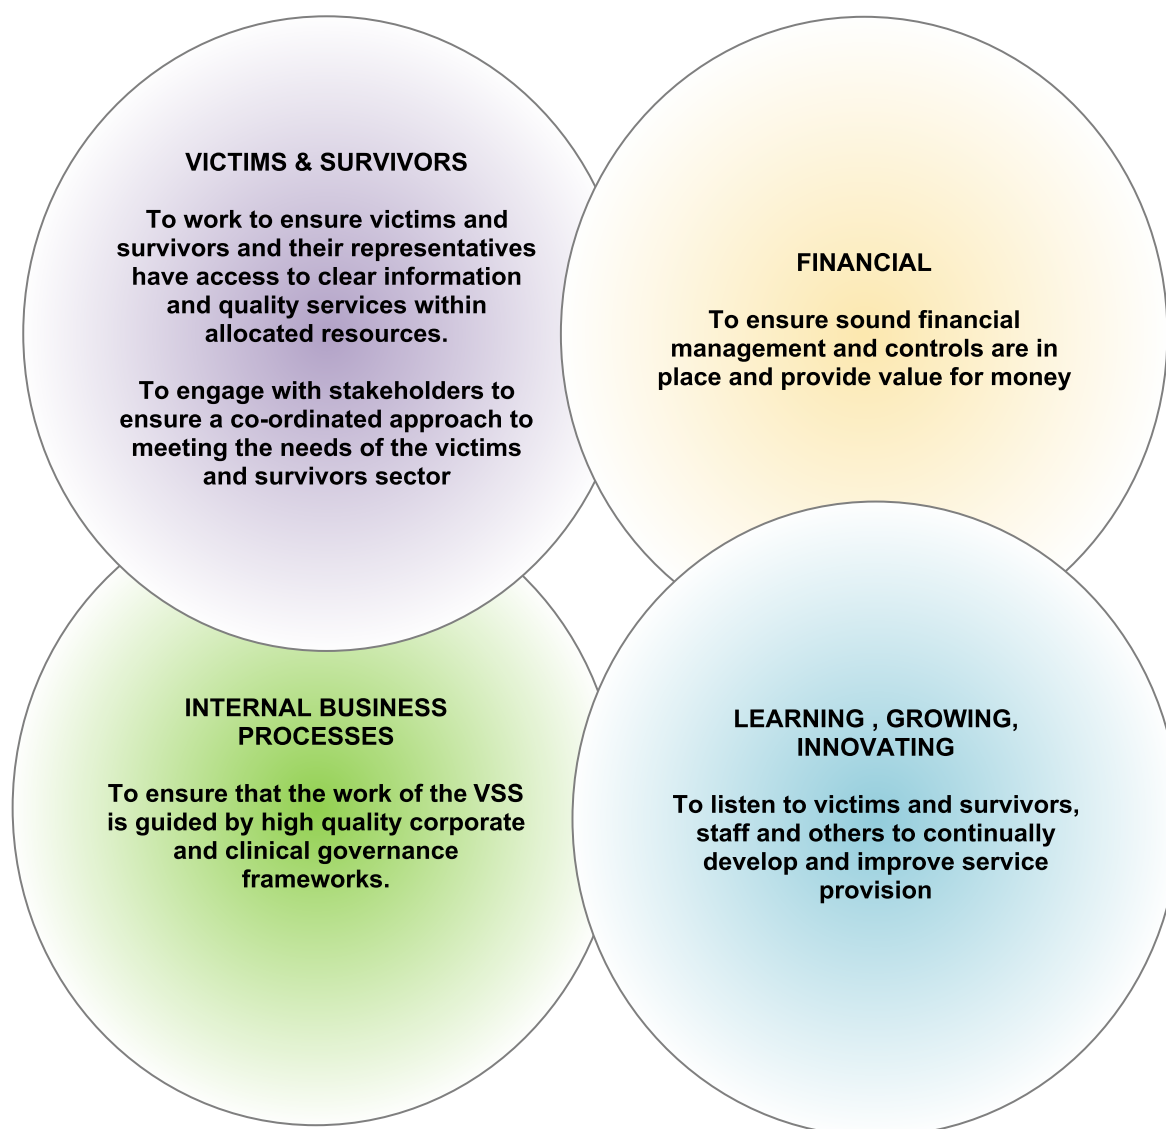 VICTIMS & SURVIVORS
To work to ensure victims and
survivors and their representatives
have access to clear information
and quality services within
allocated resources.
To engage with stakeholders to
ensure a co-ordinated approach to
meeting the needs of the victims
and survivors sector
FINANCIAL
To ensure sound financial
management and controls are in
place and provide value for money
INTERNAL BUSINESS
PROCESSES
To ensure that the work of the VSS
is guided by high quality corporate
and clinical governance
frameworks.
LEARNING , GROWING,
INNOVATING
To listen to victims and survivors,
staff and others to continually
develop and improve service
provision